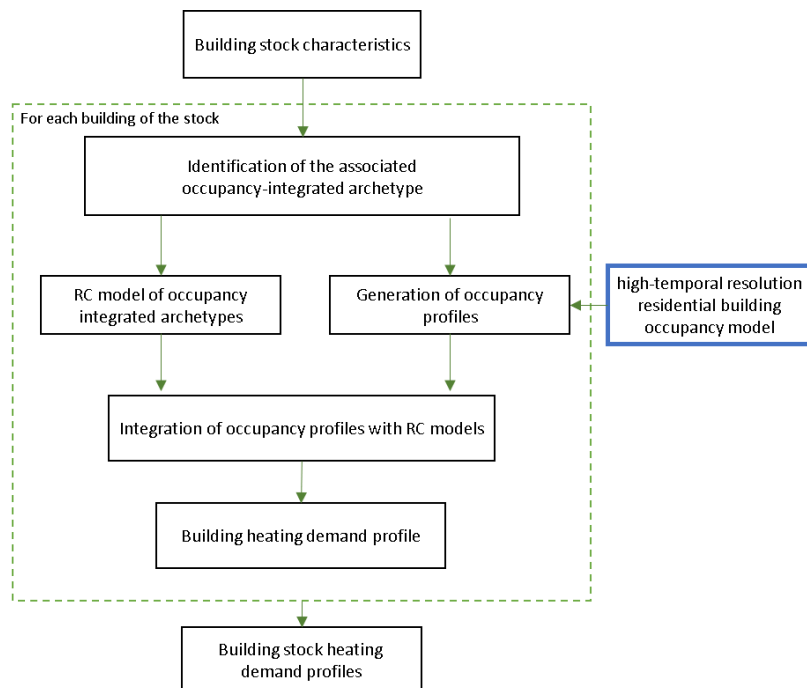 Building stock characteristics
For each building of the stock
Identification of the associated
occupancy-integrated archetype
RC model of occupancy
integrated archetypes
Generation of occupancy
profiles
high-temporal resolution
residential building
occupancy model
Integration of occupancy profiles with RC models
Building heating demand profile
Building stock heating
demand profiles